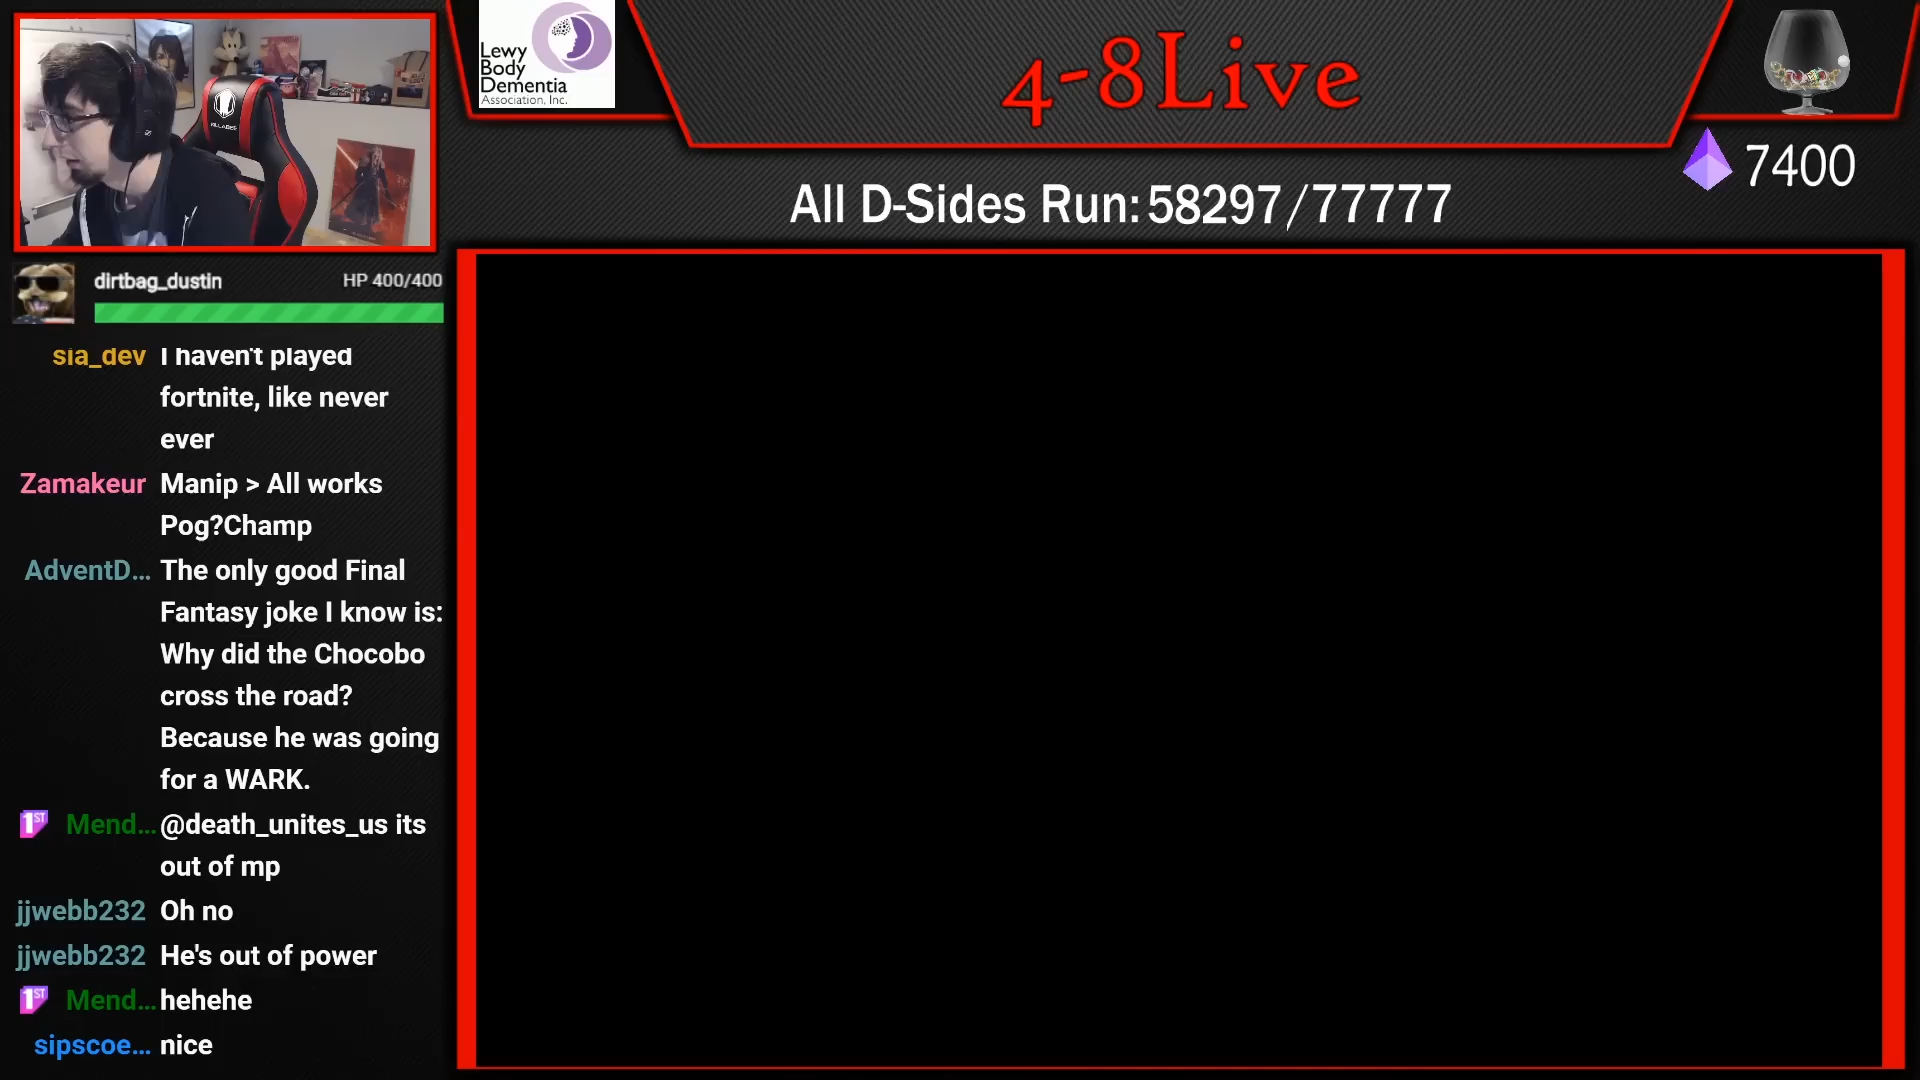 Lewy
Body
Dementia
Association, Inc.
4-8Live
7400
All D-Sides Run: 58297/77777
dirtbag_dustin HP 400/400
sia_dev I haven't played
fortnite, like never
ever
Zamakeur Manip > All works
Pog?Champ
AdventD... The only good Final
Fantasy joke I know is:
Why did the Chocobo
cross the road?
Because he was going
for a WARK.
1ST Mend... @death_unites_us its
out of mp
jjwebb232 Oh no
jjwebb232 He's out of power
1ST Mend... hehehe
sipscoe... nice